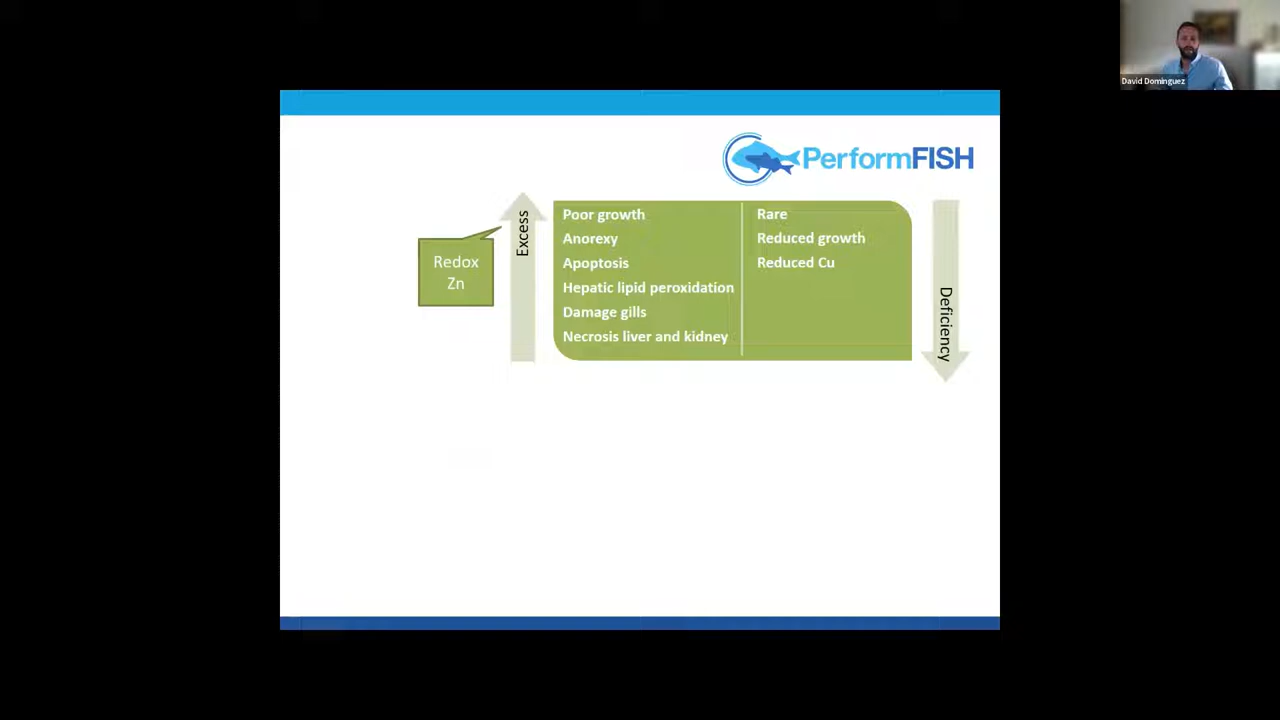 David Dominguez
PerformFISH
Redox
Zn
Excess
Poor growth
Anorexy
Apoptosis
Hepatic lipid peroxidation
Damage gills
Necrosis liver and kidney
Rare
Reduced growth
Reduced Cu
Deficiency